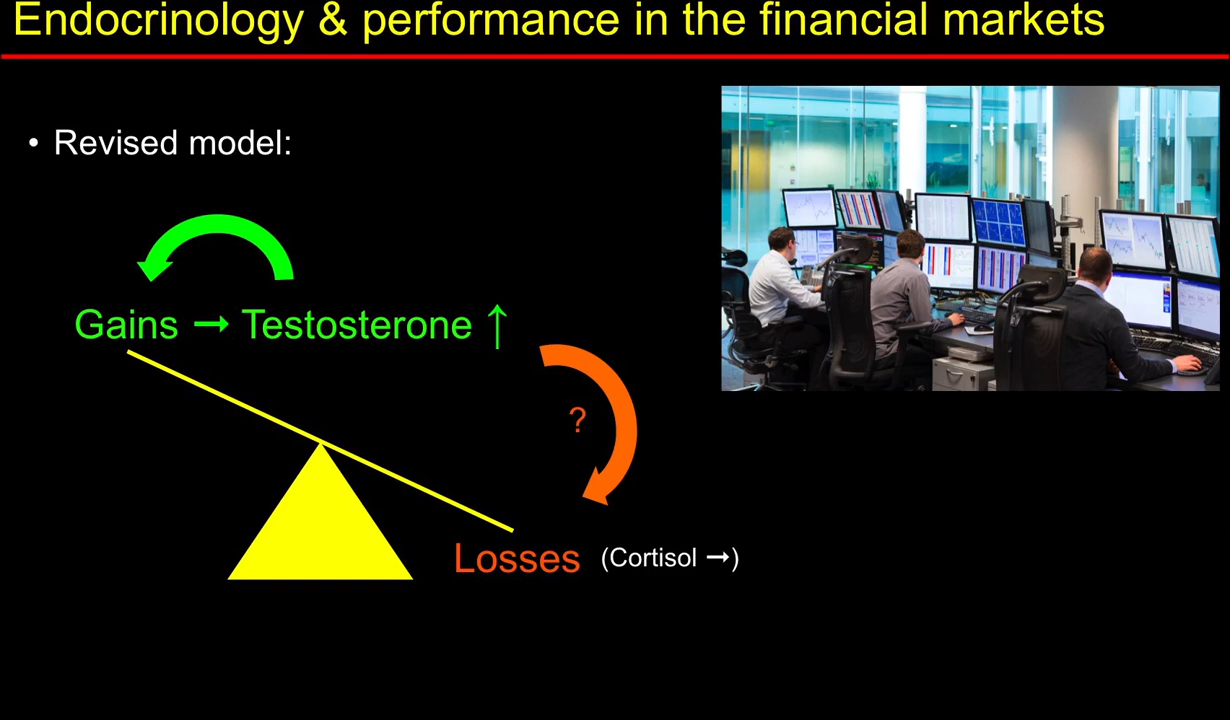 Endocrinology & performance in the financial markets
• Revised model:
Gains → Testosterone ↑
?
Losses (Cortisol →)